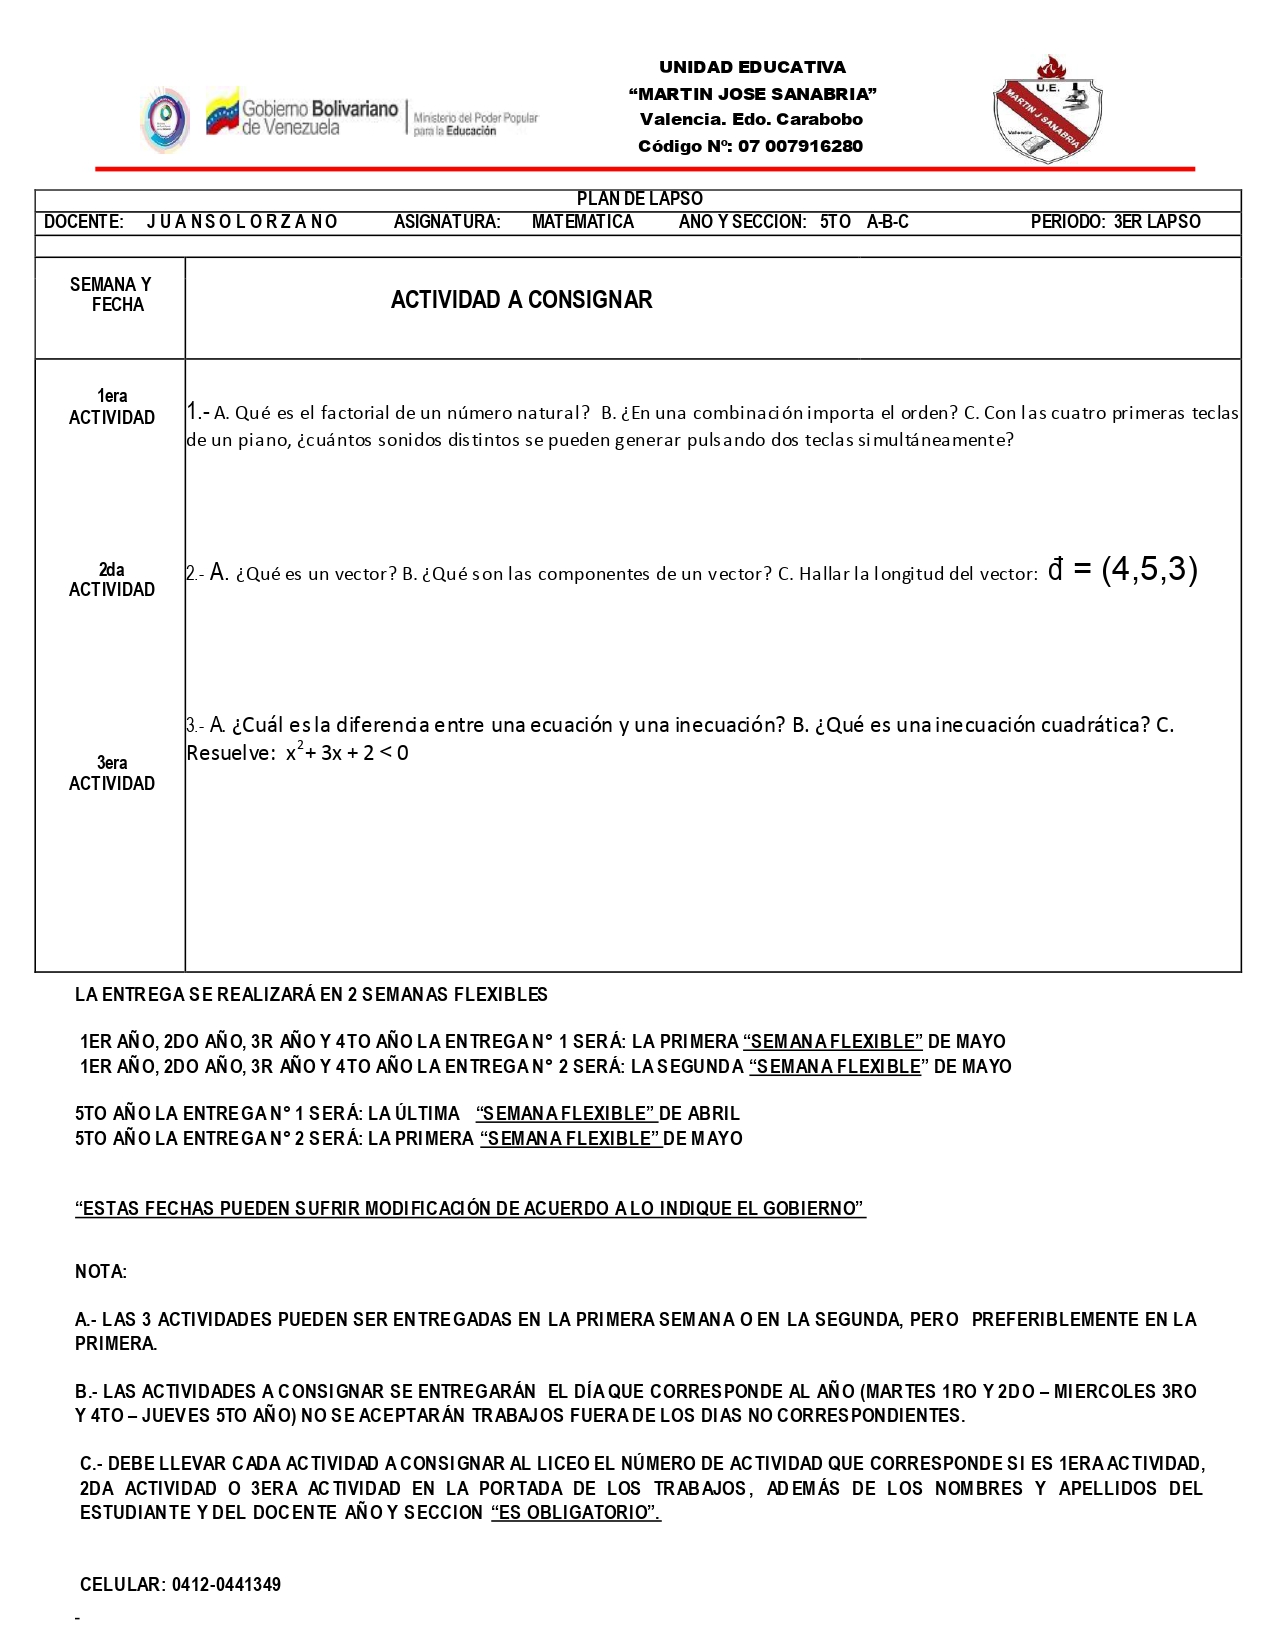 UNIDAD EDUCATIVA
“MARTIN JOSE SANABRIA”
Valencia. Edo. Carabobo
Código Nº: 07 007916280
Gobierno Bolivariano
de Venezuela
Ministerio del Poder Popular
para la Educación
U.E.
MARTIN J SANABRIA
Valencia
PLAN DE LAPSO
DOCENTE: JUAN SOLORZANO ASIGNATURA: MATEMATICA ANO Y SECCION: 5TO A-B-C PERIODO: 3ER LAPSO
SEMANA Y
FECHA
ACTIVIDAD A CONSIGNAR
1era
ACTIVIDAD
1.- A. Qué es el factorial de un número natural? B. ¿En una combinación importa el orden? C. Con las cuatro primeras teclas
de un piano, ¿cuántos sonidos distintos se pueden generar pulsando dos teclas simultáneamente?
2da
ACTIVIDAD
2.- A. ¿Qué es un vector? B. ¿Qué son las componentes de un vector? C. Hallar la longitud del vector: đ = (4,5,3)
3era
ACTIVIDAD
3.- A. ¿Cuál es la diferencia entre una ecuación y una inecuación? B. ¿Qué es una inecuación cuadrática? C.
Resuelve: x²+ 3x + 2 < 0
LA ENTREGA SE REALIZARÁ EN 2 SEMANAS FLEXIBLES
1ER AÑO, 2DO AÑO, 3R AÑO Y 4TO AÑO LA ENTREGA N° 1 SERÁ: LA PRIMERA “SEMANA FLEXIBLE” DE MAYO
1ER AÑO, 2DO AÑO, 3R AÑO Y 4TO AÑO LA ENTREGA N° 2 SERÁ: LA SEGUNDA “SEMANA FLEXIBLE” DE MAYO
5TO AÑO LA ENTREGA N° 1 SERÁ: LA ÚLTIMA “SEMANA FLEXIBLE” DE ABRIL
5TO AÑO LA ENTREGA N° 2 SERÁ: LA PRIMERA “SEMANA FLEXIBLE” DE MAYO
“ESTAS FECHAS PUEDEN SUFRIR MODIFICACIÓN DE ACUERDO A LO INDIQUE EL GOBIERNO”
NOTA:
A.- LAS 3 ACTIVIDADES PUEDEN SER ENTREGADAS EN LA PRIMERA SEMANA O EN LA SEGUNDA, PERO PREFERIBLEMENTE EN LA
PRIMERA.
B.- LAS ACTIVIDADES A CONSIGNAR SE ENTREGARÁN EL DÍA QUE CORRESPONDE AL AÑO (MARTES 1RO Y 2DO – MIERCOLES 3RO
Y 4TO – JUEVES 5TO AÑO) NO SE ACEPTARÁN TRABAJOS FUERA DE LOS DIAS NO CORRESPONDIENTES.
C.- DEBE LLEVAR CADA ACTIVIDAD A CONSIGNAR AL LICEO EL NÚMERO DE ACTIVIDAD QUE CORRESPONDE SI ES 1ERA ACTIVIDAD,
2DA ACTIVIDAD O 3ERA ACTIVIDAD EN LA PORTADA DE LOS TRABAJOS, ADEMÁS DE LOS NOMBRES Y APELLIDOS DEL
ESTUDIANTE Y DEL DOCENTE AÑO Y SECCION “ES OBLIGATORIO”.
CELULAR: 0412-0441349
-